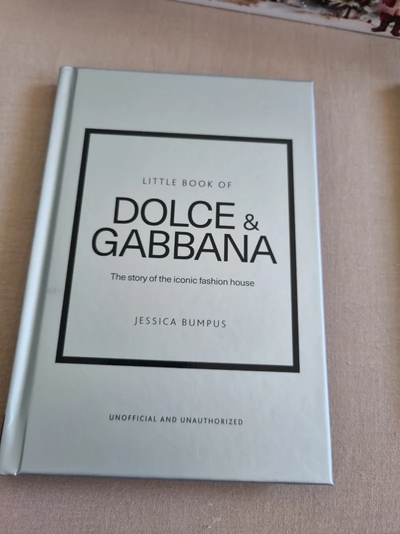 LITTLE BOOK OF
DOLCE &
GABBANA
The story of the iconic fashion house
JESSICA BUMPUS
UNOFFICIAL AND UNAUTHORIZED